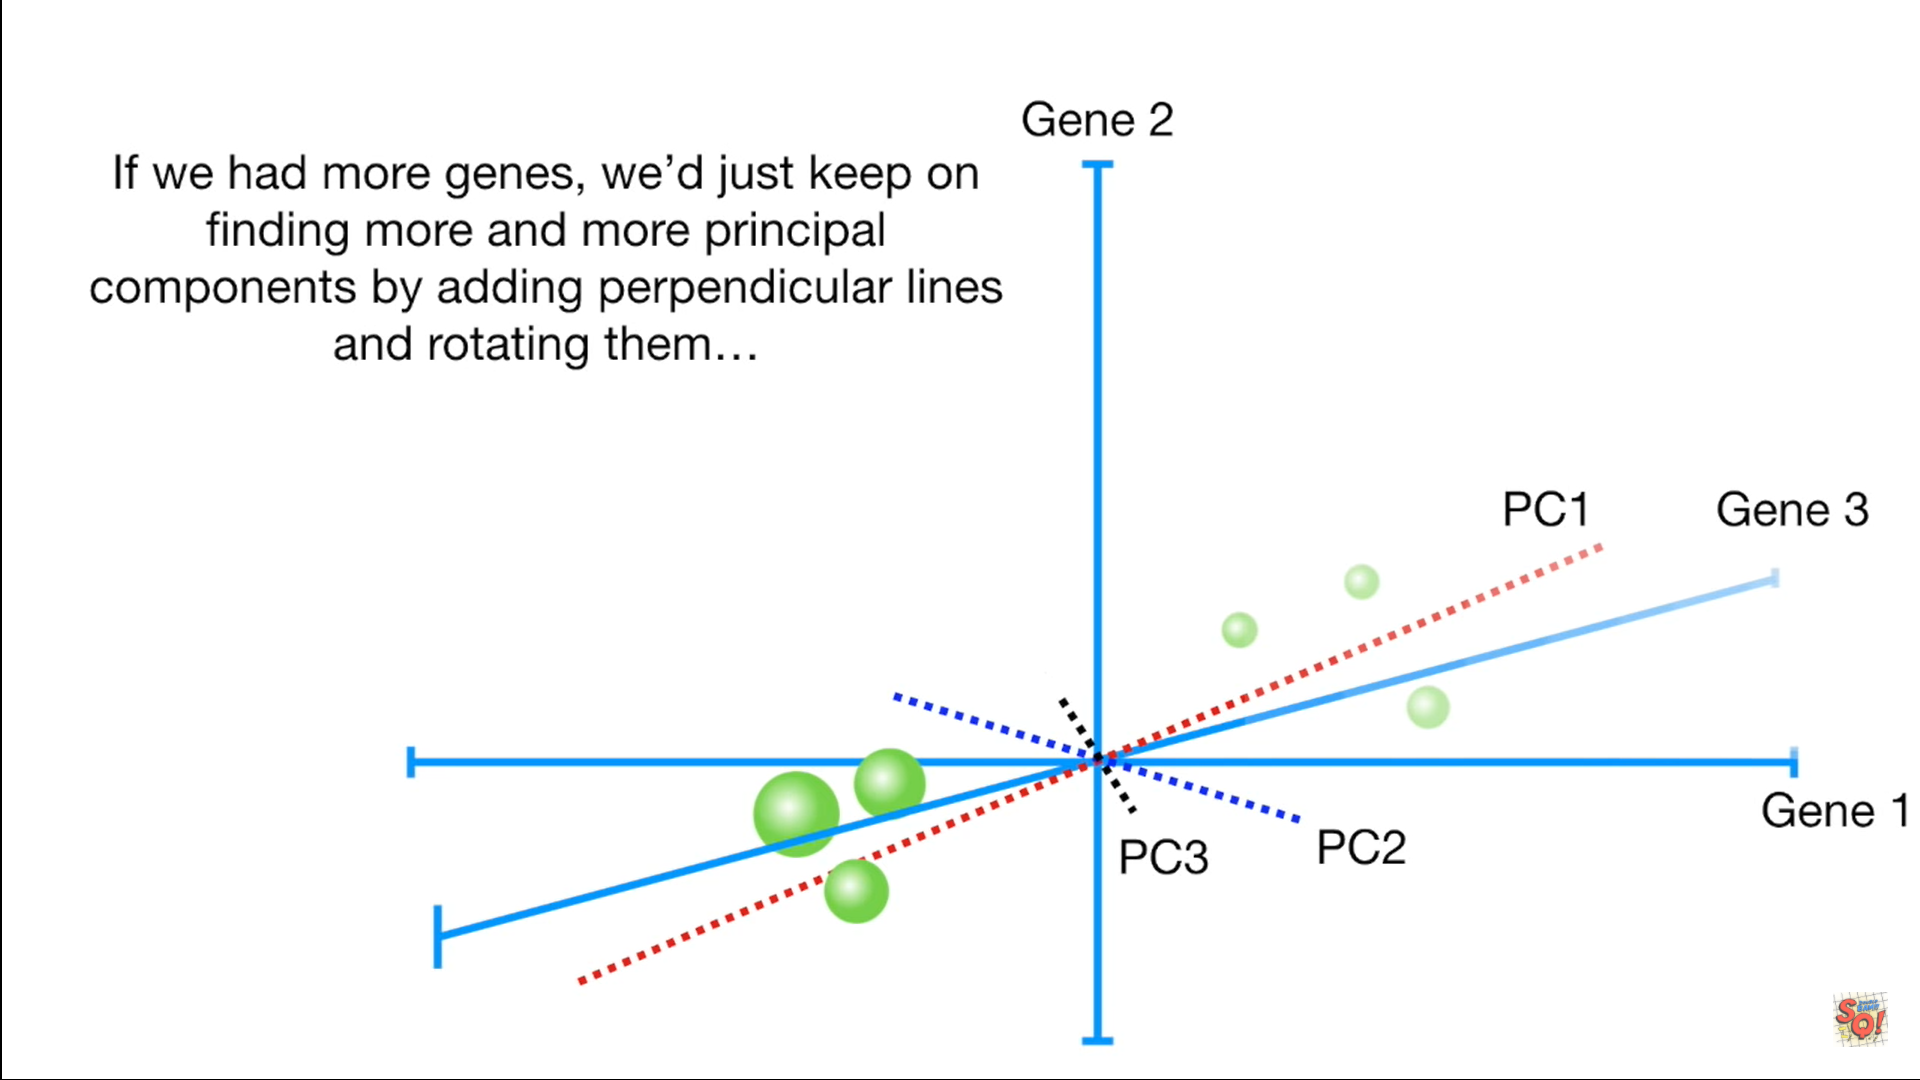 Gene 2
If we had more genes, we’d just keep on
finding more and more principal
components by adding perpendicular lines
and rotating them…
PC1
Gene 3
Gene 1
PC2
PC3
SQ!